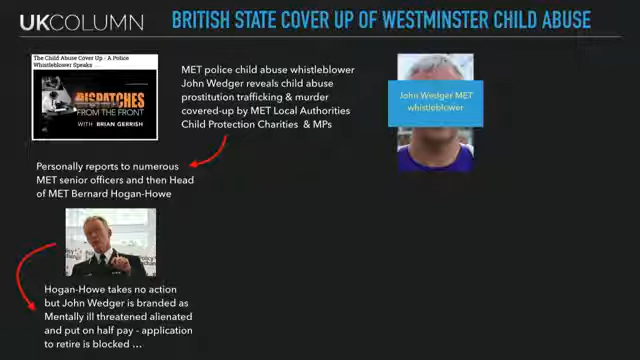 UKCOLUMN
BRITISH STATE COVER UP OF WESTMINSTER CHILD ABUSE
The Child Abuse Cover Up - A Police
Whistleblower Speaks
DISPATCHES
FROM THE FRONT
WITH BRIAN GERRISH
MET police child abuse whistleblower
John Wedger reveals child abuse
prostitution trafficking & murder
covered-up by MET Local Authorities
Child Protection Charities & MPs
John Wedger MET
whistleblower
Personally reports to numerous
MET senior officers and then Head
of MET Bernard Hogan-Howe
Hogan-Howe takes no action
but John Wedger is branded as
Mentally ill threatened alienated
and put on half pay - application
to retire is blocked ...